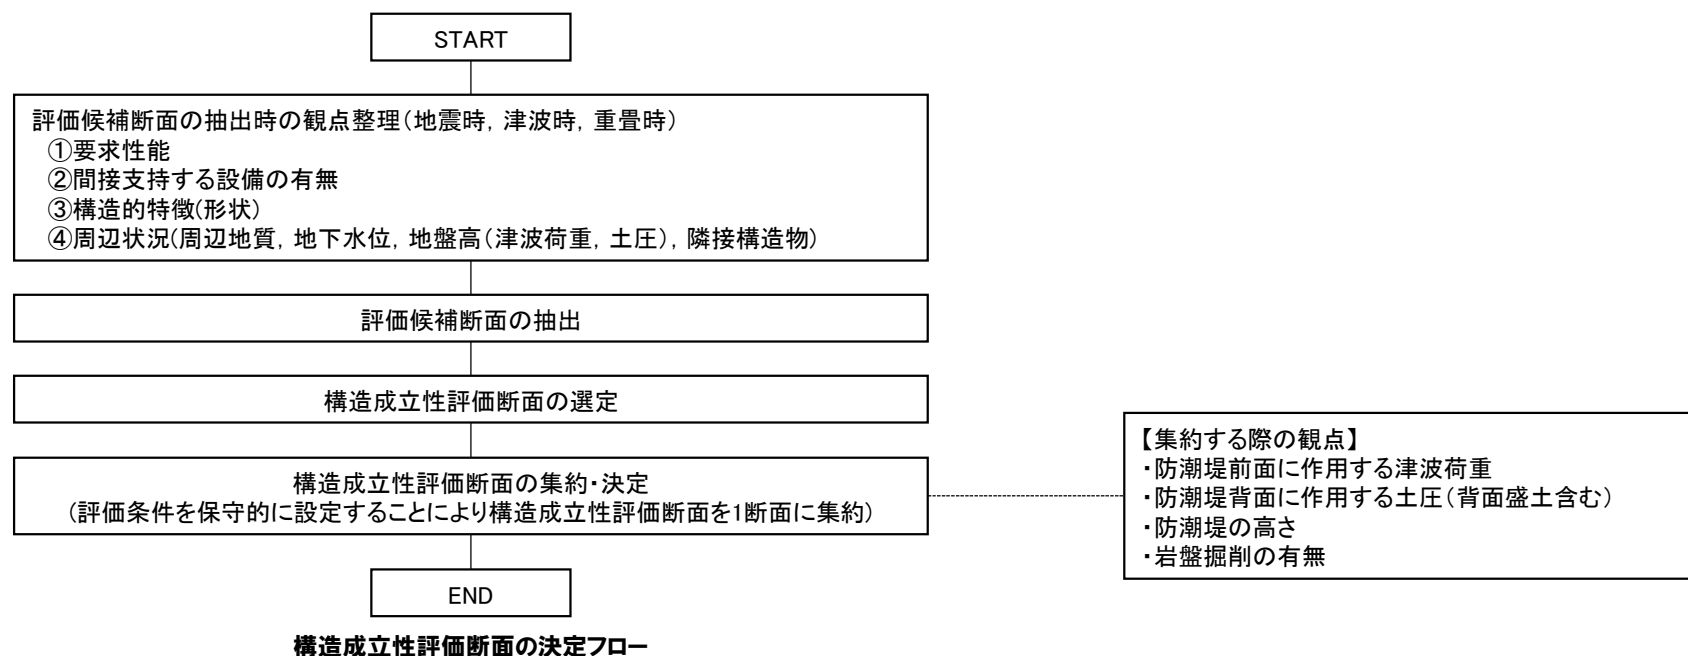 START
評価候補断面の抽出時の観点整理(地震時, 津波時, 重畳時)
①要求性能
②間接支持する設備の有無
③構造的特徴(形状)
④周辺状況(周辺地質, 地下水位, 地盤高(津波荷重, 土圧), 隣接構造物)
評価候補断面の抽出
構造成立性評価断面の選定
構造成立性評価断面の集約・決定
(評価条件を保守的に設定することにより構造成立性評価断面を1断面に集約)
【集約する際の観点】
・防潮堤前面に作用する津波荷重
・防潮堤背面に作用する土圧(背面盛土含む)
・防潮堤の高さ
・岩盤掘削の有無
END
構造成立性評価断面の決定フロー